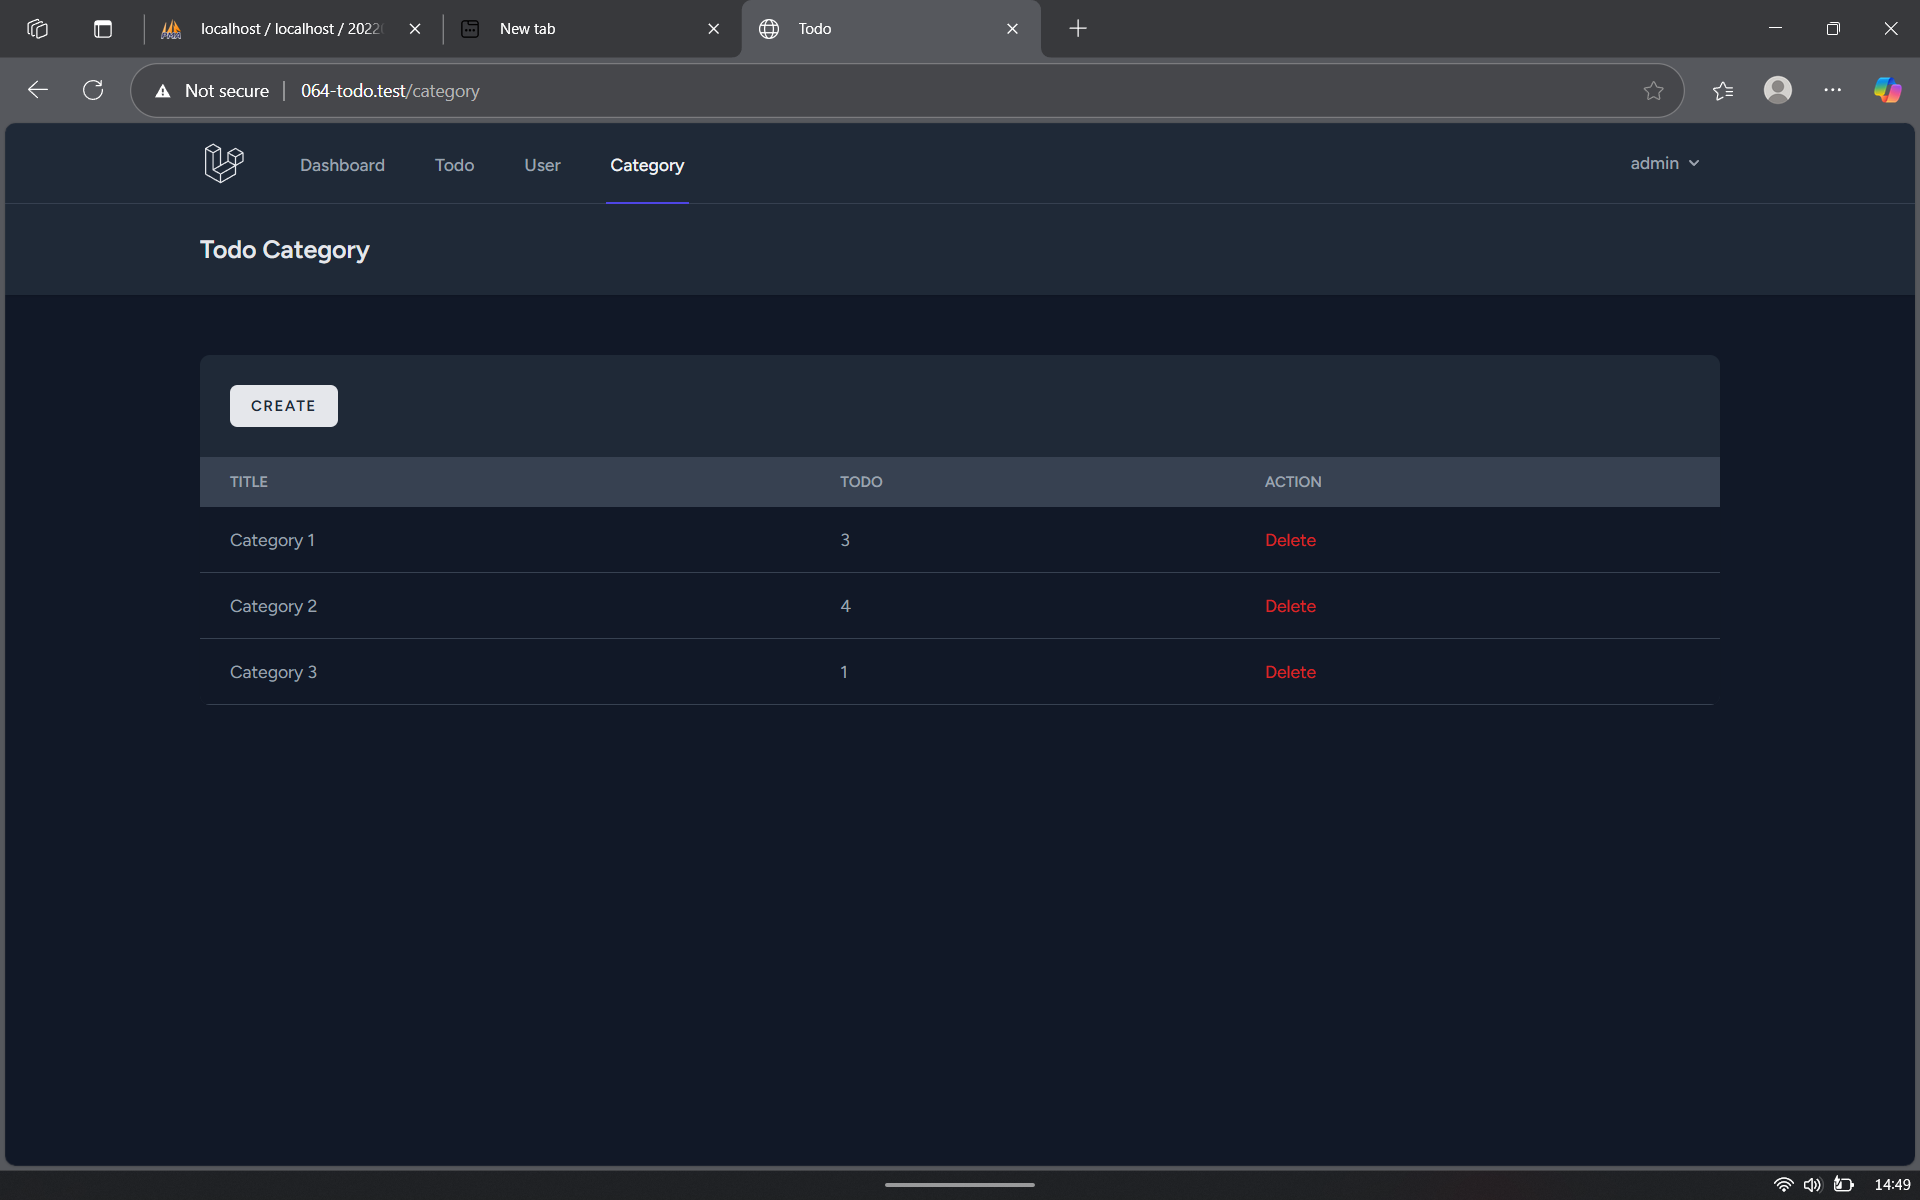 localhost / localhost / 2022
New tab
Todo
Not secure
064-todo.test/category
Dashboard
Todo
User
Category
admin
Todo Category
CREATE
TITLE TODO ACTION
Category 1 3 Delete
Category 2 4 Delete
Category 3 1 Delete
14:49